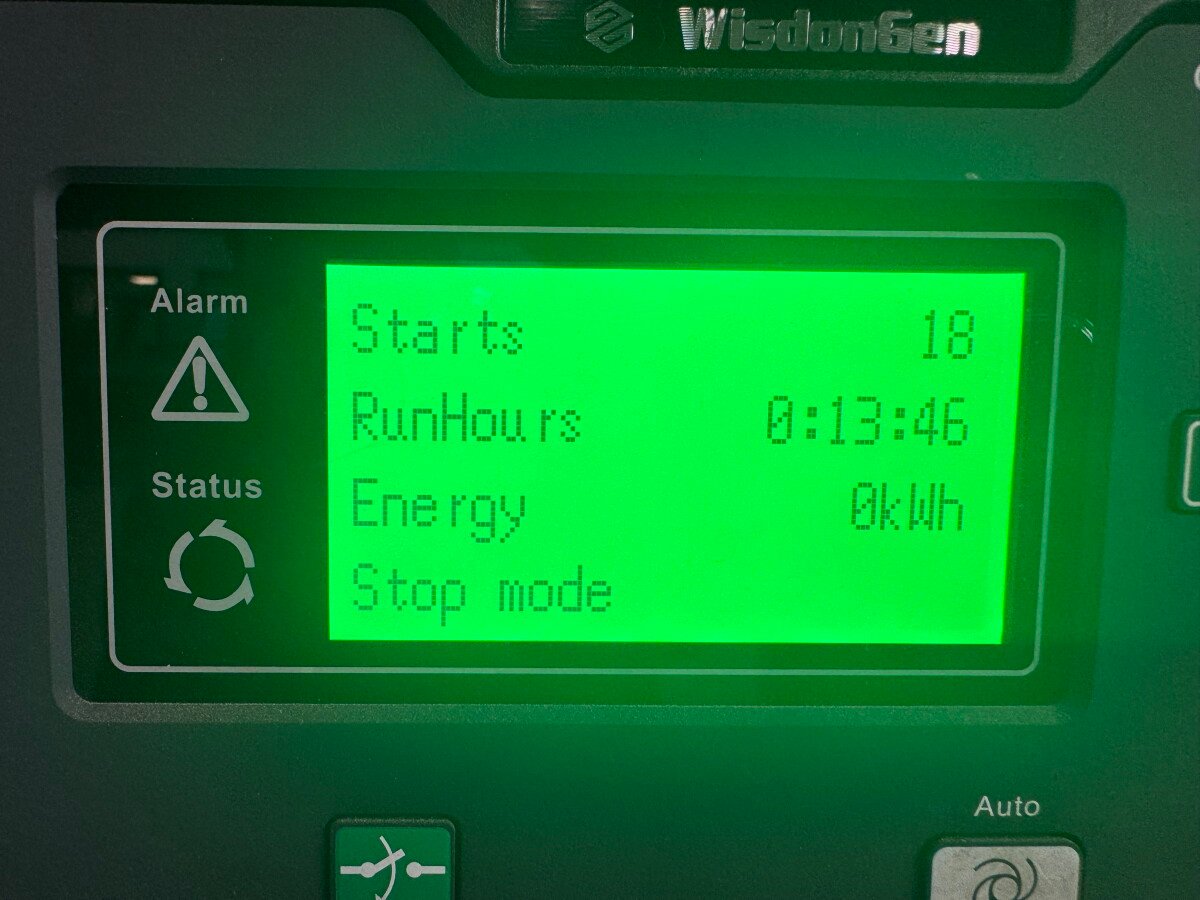 WisdonGen
Alarm
Status
Starts 18
RunHours 0:13:46
Energy 0kWh
Stop mode
Auto